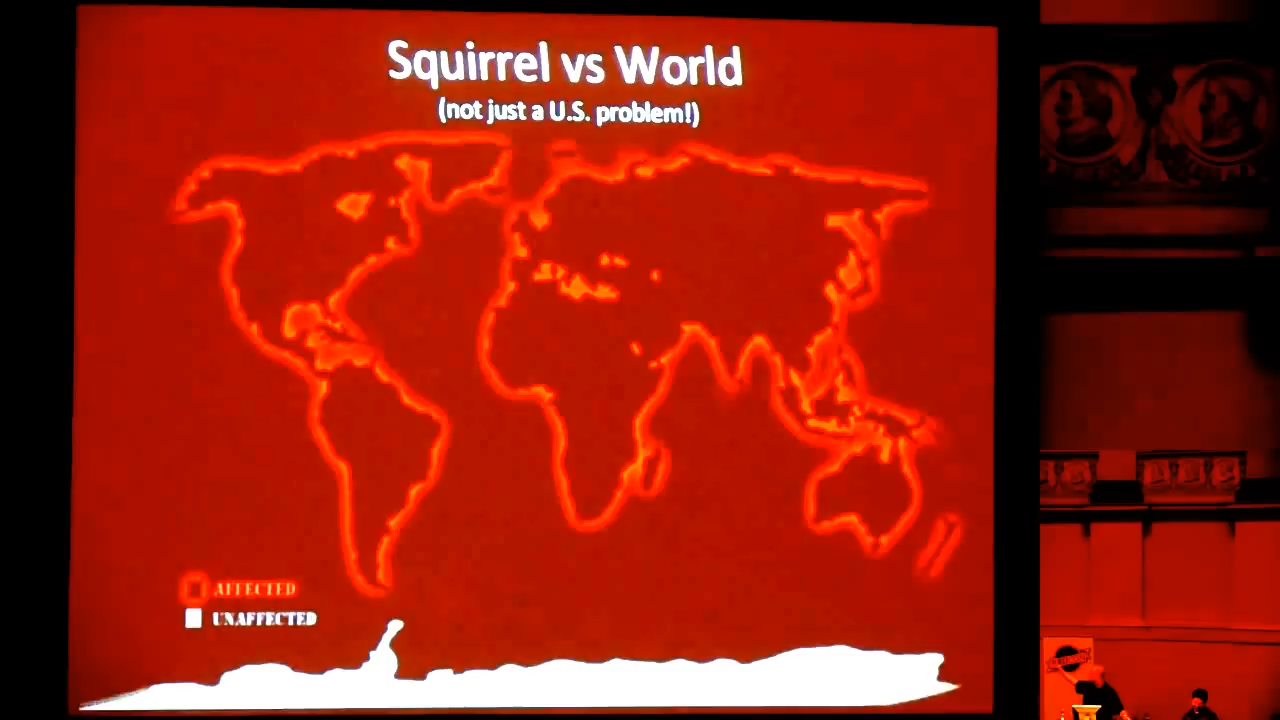 Squirrel vs World
(not just a U.S. problem!)
AFFECTED
UNAFFECTED